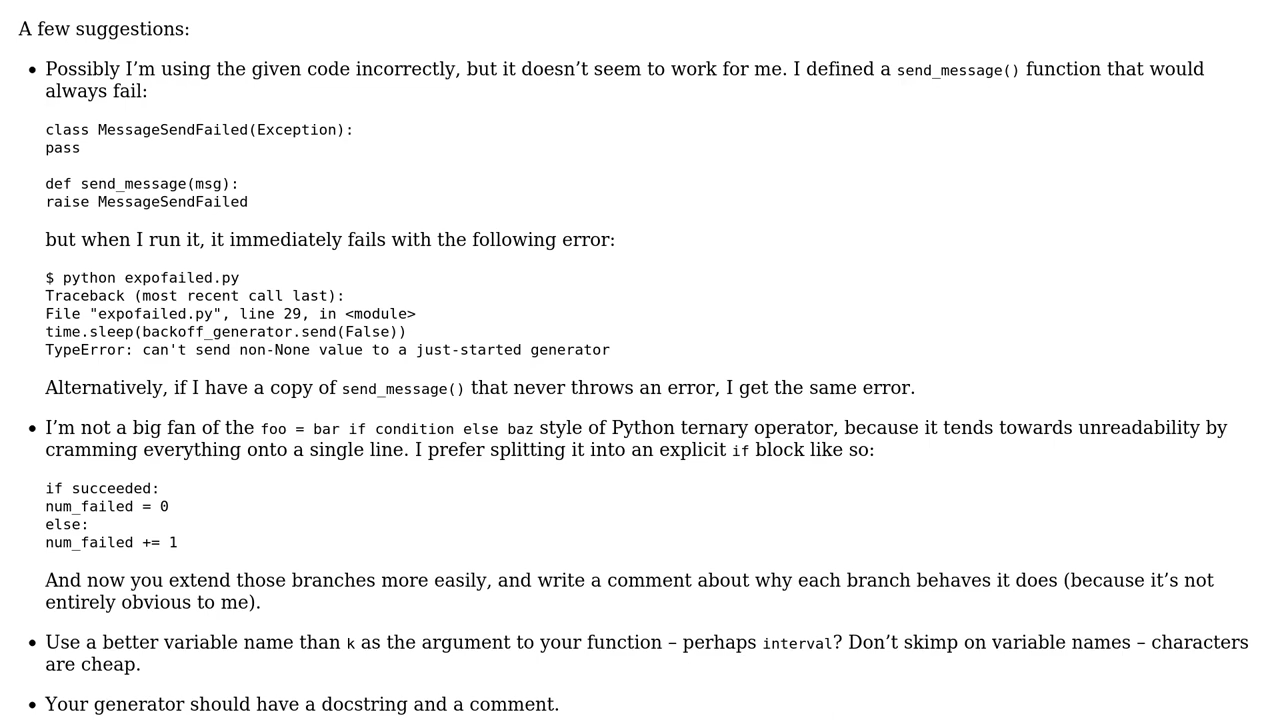 A few suggestions:
Possibly I’m using the given code incorrectly, but it doesn’t seem to work for me. I defined a send_message() function that would
always fail:
class MessageSendFailed(Exception):
pass
def send_message(msg):
raise MessageSendFailed
but when I run it, it immediately fails with the following error:
$ python expofailed.py
Traceback (most recent call last):
File "expofailed.py", line 29, in <module>
time.sleep(backoff_generator.send(False))
TypeError: can't send non-None value to a just-started generator
Alternatively, if I have a copy of send_message() that never throws an error, I get the same error.
I’m not a big fan of the foo = bar if condition else baz style of Python ternary operator, because it tends towards unreadability by
cramming everything onto a single line. I prefer splitting it into an explicit if block like so:
if succeeded:
num_failed = 0
else:
num_failed += 1
And now you extend those branches more easily, and write a comment about why each branch behaves it does (because it’s not
entirely obvious to me).
Use a better variable name than k as the argument to your function – perhaps interval? Don’t skimp on variable names – characters
are cheap.
Your generator should have a docstring and a comment.